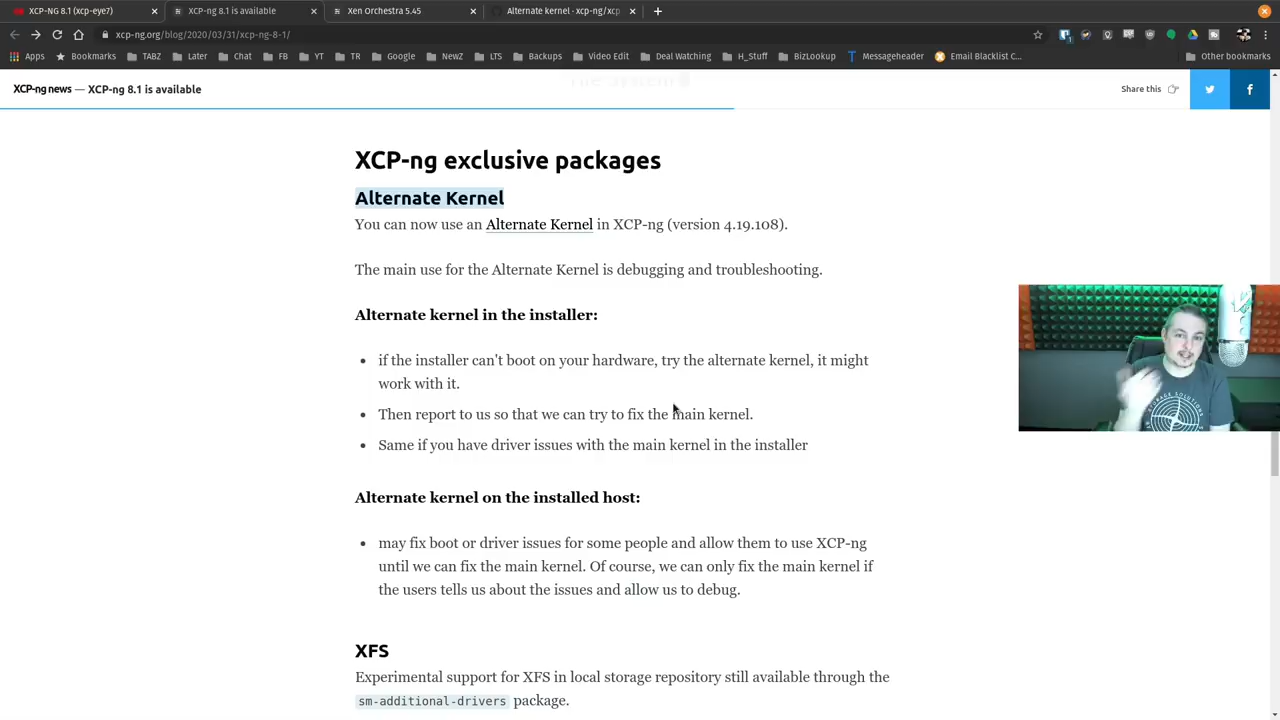 XCP-NG 8.1 (xcp-eye7)
XCP-ng 8.1 is available
Xen Orchestra 5.45
Alternate kernel · xcp-ng/xcp
xcp-ng.org/blog/2020/03/31/xcp-ng-8-1/
Apps
Bookmarks
TABZ
Later
Chat
FB
YT
TR
Google
NewZ
LTS
Backups
Video Edit
Deal Watching
H_Stuff
BizLookup
Messageheader
Email Blacklist C...
Other bookmarks
XCP-ng news — XCP-ng 8.1 is available
Share this
XCP-ng exclusive packages
Alternate Kernel
You can now use an Alternate Kernel in XCP-ng (version 4.19.108).
The main use for the Alternate Kernel is debugging and troubleshooting.
Alternate kernel in the installer:
if the installer can't boot on your hardware, try the alternate kernel, it might
work with it.
Then report to us so that we can try to fix the main kernel.
Same if you have driver issues with the main kernel in the installer
Alternate kernel on the installed host:
may fix boot or driver issues for some people and allow them to use XCP-ng
until we can fix the main kernel. Of course, we can only fix the main kernel if
the users tells us about the issues and allow us to debug.
XFS
Experimental support for XFS in local storage repository still available through the
sm-additional-drivers package.